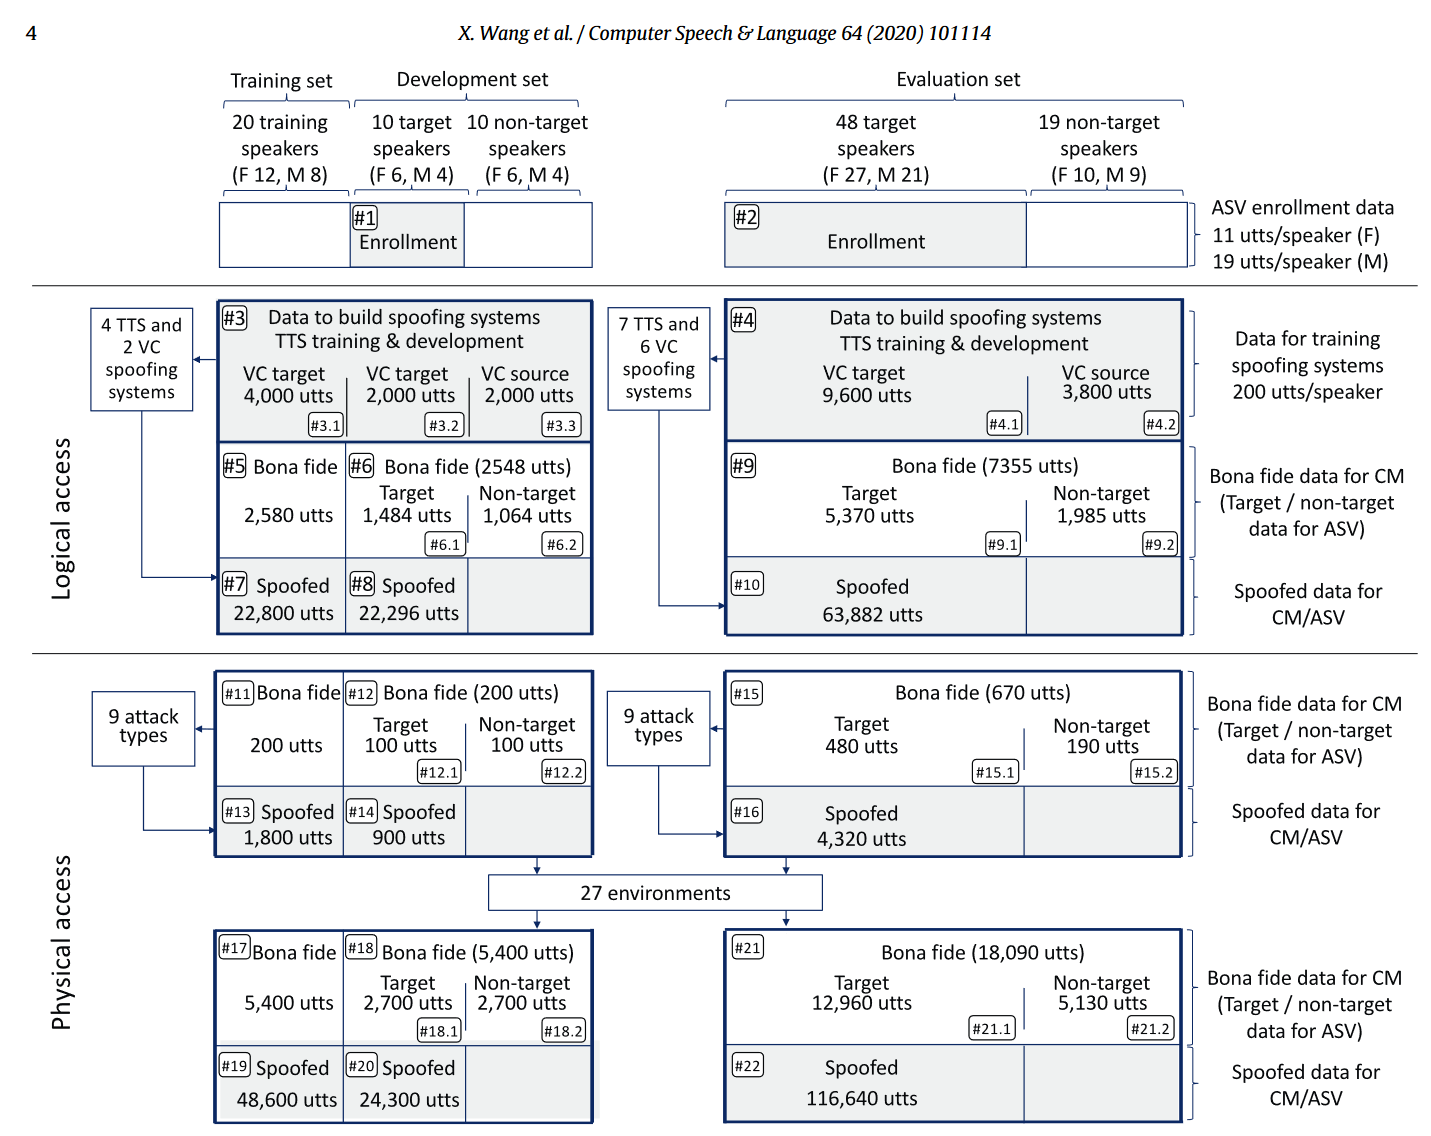 4
X. Wang et al. / Computer Speech & Language 64 (2020) 101114
Training set
Development set
Evaluation set
20 training
speakers
(F 12, M 8)
10 target
speakers
(F 6, M 4)
10 non-target
speakers
(F 6, M 4)
48 target
speakers
(F 27, M 21)
19 non-target
speakers
(F 10, M 9)
#1
Enrollment
#2
Enrollment
ASV enrollment data
11 utts/speaker (F)
19 utts/speaker (M)
Logical access
4 TTS and
2 VC
spoofing
systems
#3
Data to build spoofing systems
TTS training & development
VC target
4,000 utts
#3.1
VC target
2,000 utts
#3.2
VC source
2,000 utts
#3.3
7 TTS and
6 VC
spoofing
systems
#4
Data to build spoofing systems
TTS training & development
VC target
9,600 utts
#4.1
VC source
3,800 utts
#4.2
Data for training
spoofing systems
200 utts/speaker
#5 Bona fide
2,580 utts
#6 Bona fide (2548 utts)
Target
1,484 utts
#6.1
Non-target
1,064 utts
#6.2
#9 Bona fide (7355 utts)
Target
5,370 utts
#9.1
Non-target
1,985 utts
#9.2
Bona fide data for CM
(Target / non-target
data for ASV)
#7 Spoofed
22,800 utts
#8 Spoofed
22,296 utts
#10 Spoofed
63,882 utts
Spoofed data for
CM/ASV
Physical access
9 attack
types
#11 Bona fide
200 utts
#12 Bona fide (200 utts)
Target
100 utts
#12.1
Non-target
100 utts
#12.2
9 attack
types
#15 Bona fide (670 utts)
Target
480 utts
#15.1
Non-target
190 utts
#15.2
Bona fide data for CM
(Target / non-target
data for ASV)
#13 Spoofed
1,800 utts
#14 Spoofed
900 utts
#16 Spoofed
4,320 utts
Spoofed data for
CM/ASV
27 environments
#17 Bona fide
5,400 utts
#18 Bona fide (5,400 utts)
Target
2,700 utts
#18.1
Non-target
2,700 utts
#18.2
#21 Bona fide (18,090 utts)
Target
12,960 utts
#21.1
Non-target
5,130 utts
#21.2
Bona fide data for CM
(Target / non-target
data for ASV)
#19 Spoofed
48,600 utts
#20 Spoofed
24,300 utts
#22 Spoofed
116,640 utts
Spoofed data for
CM/ASV